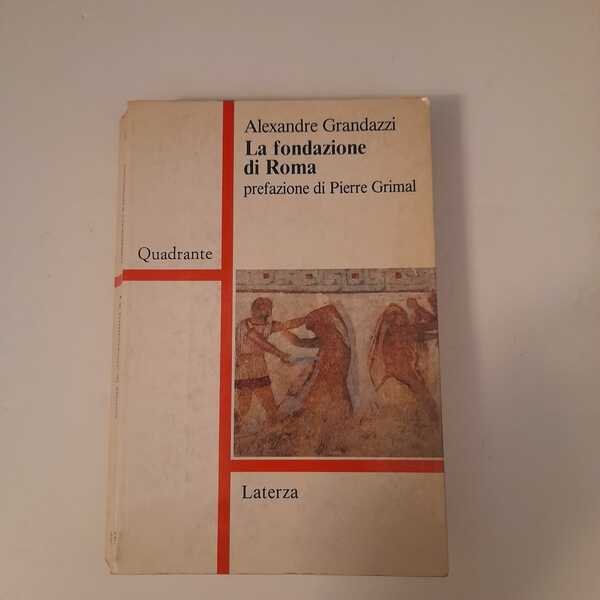 Alexandre Grandazzi
La fondazione
di Roma
prefazione di Pierre Grimal
Quadrante
Laterza